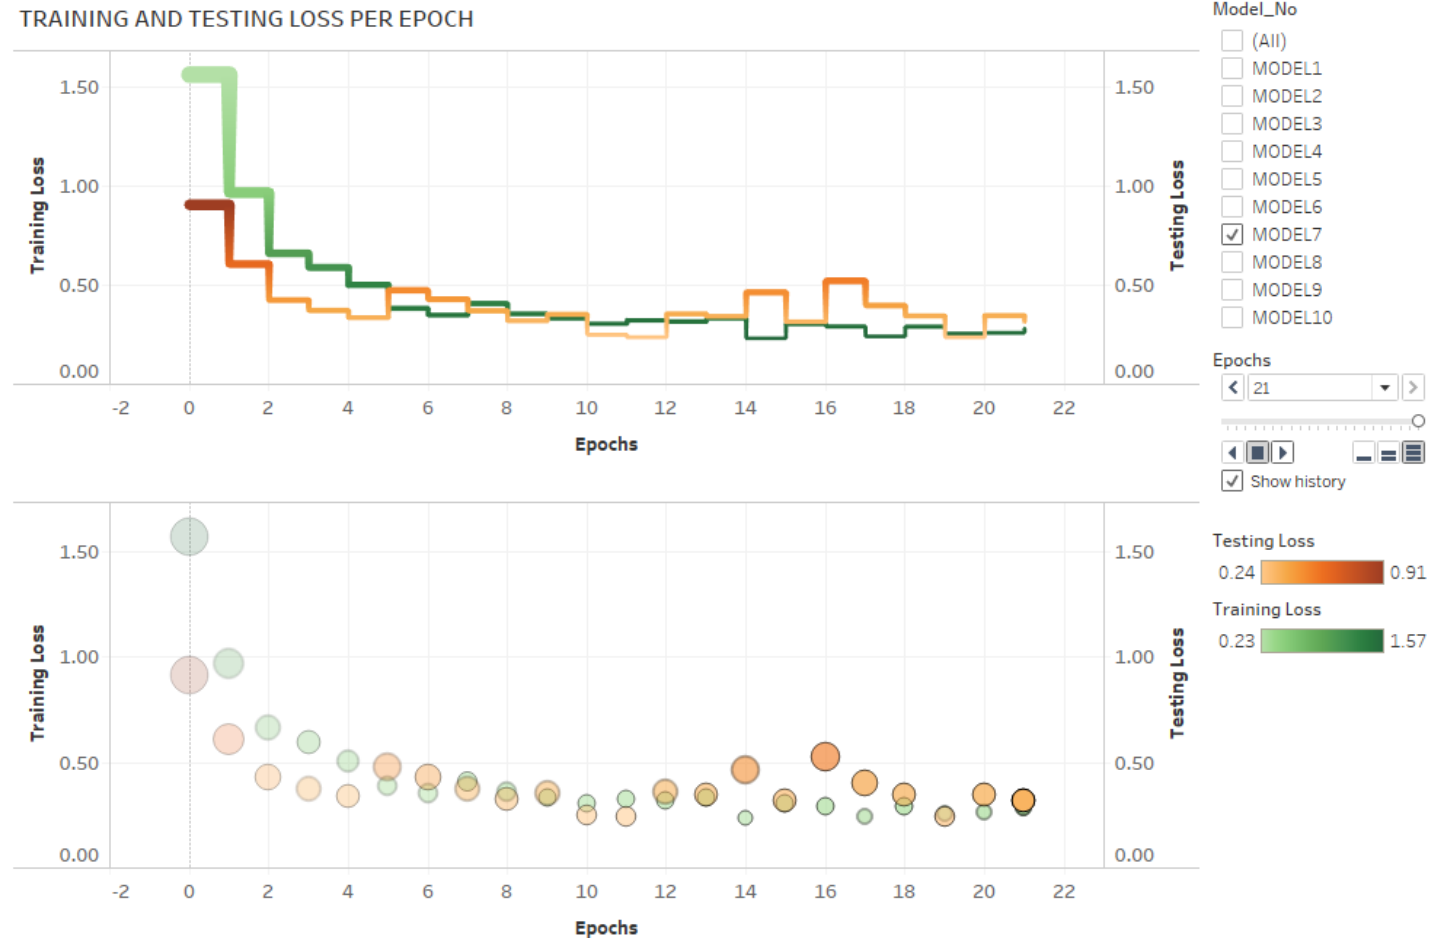 TRAINING AND TESTING LOSS PER EPOCH
1.50
1.00
0.50
0.00
Training Loss
1.50
1.00
0.50
0.00
Testing Loss
-2 0 2 4 6 8 10 12 14 16 18 20 22
Epochs
1.50
1.00
0.50
0.00
Training Loss
1.50
1.00
0.50
0.00
Testing Loss
-2 0 2 4 6 8 10 12 14 16 18 20 22
Epochs
Model_No
(All)
MODEL1
MODEL2
MODEL3
MODEL4
MODEL5
MODEL6
MODEL7
MODEL8
MODEL9
MODEL10
Epochs
21
Show history
Testing Loss
0.24 0.91
Training Loss
0.23 1.57